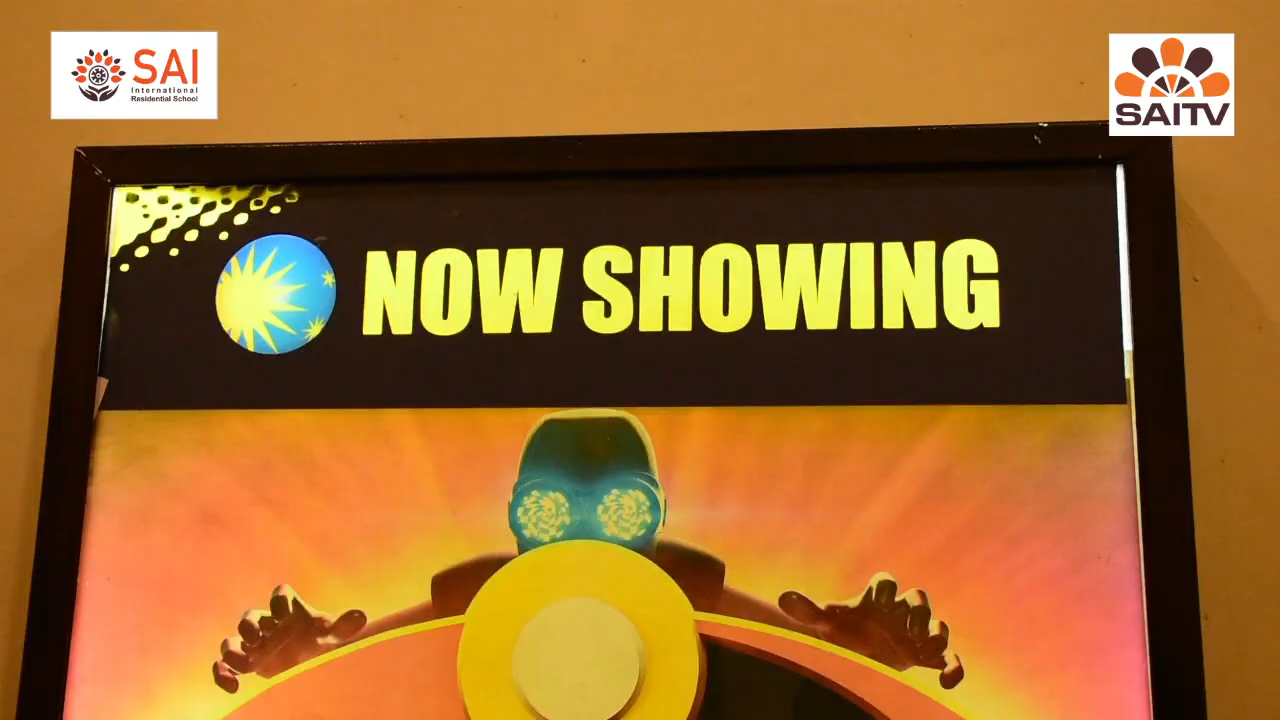 SAI
International
Residential School
SAITV
NOW SHOWING